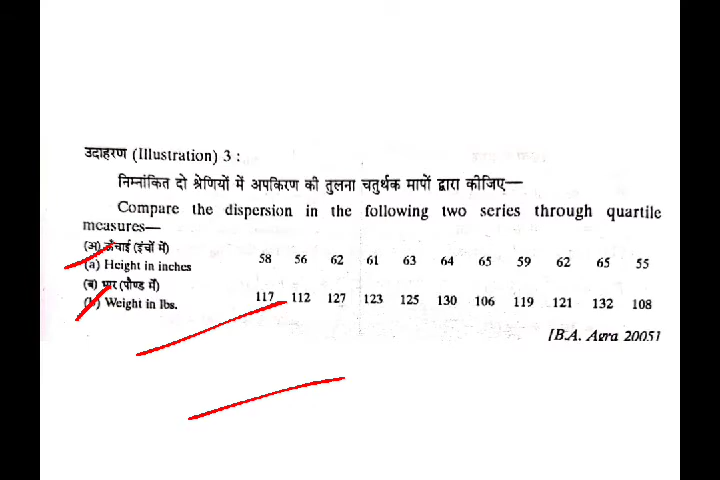 उदाहरण (Illustration) 3 :
निम्नांकित दो श्रेणियों में अपकिरण की तुलना चतुर्थक मापों द्वारा कीजिए—
Compare the dispersion in the following two series through quartile
measures—
(अ) ऊँचाई (इंचों में)
(a) Height in inches 58 56 62 61 63 64 65 59 62 65 55
(ब) भार (पौण्ड में)
(b) Weight in lbs. 117 112 127 123 125 130 106 119 121 132 108
[B.A. Agra 2005]